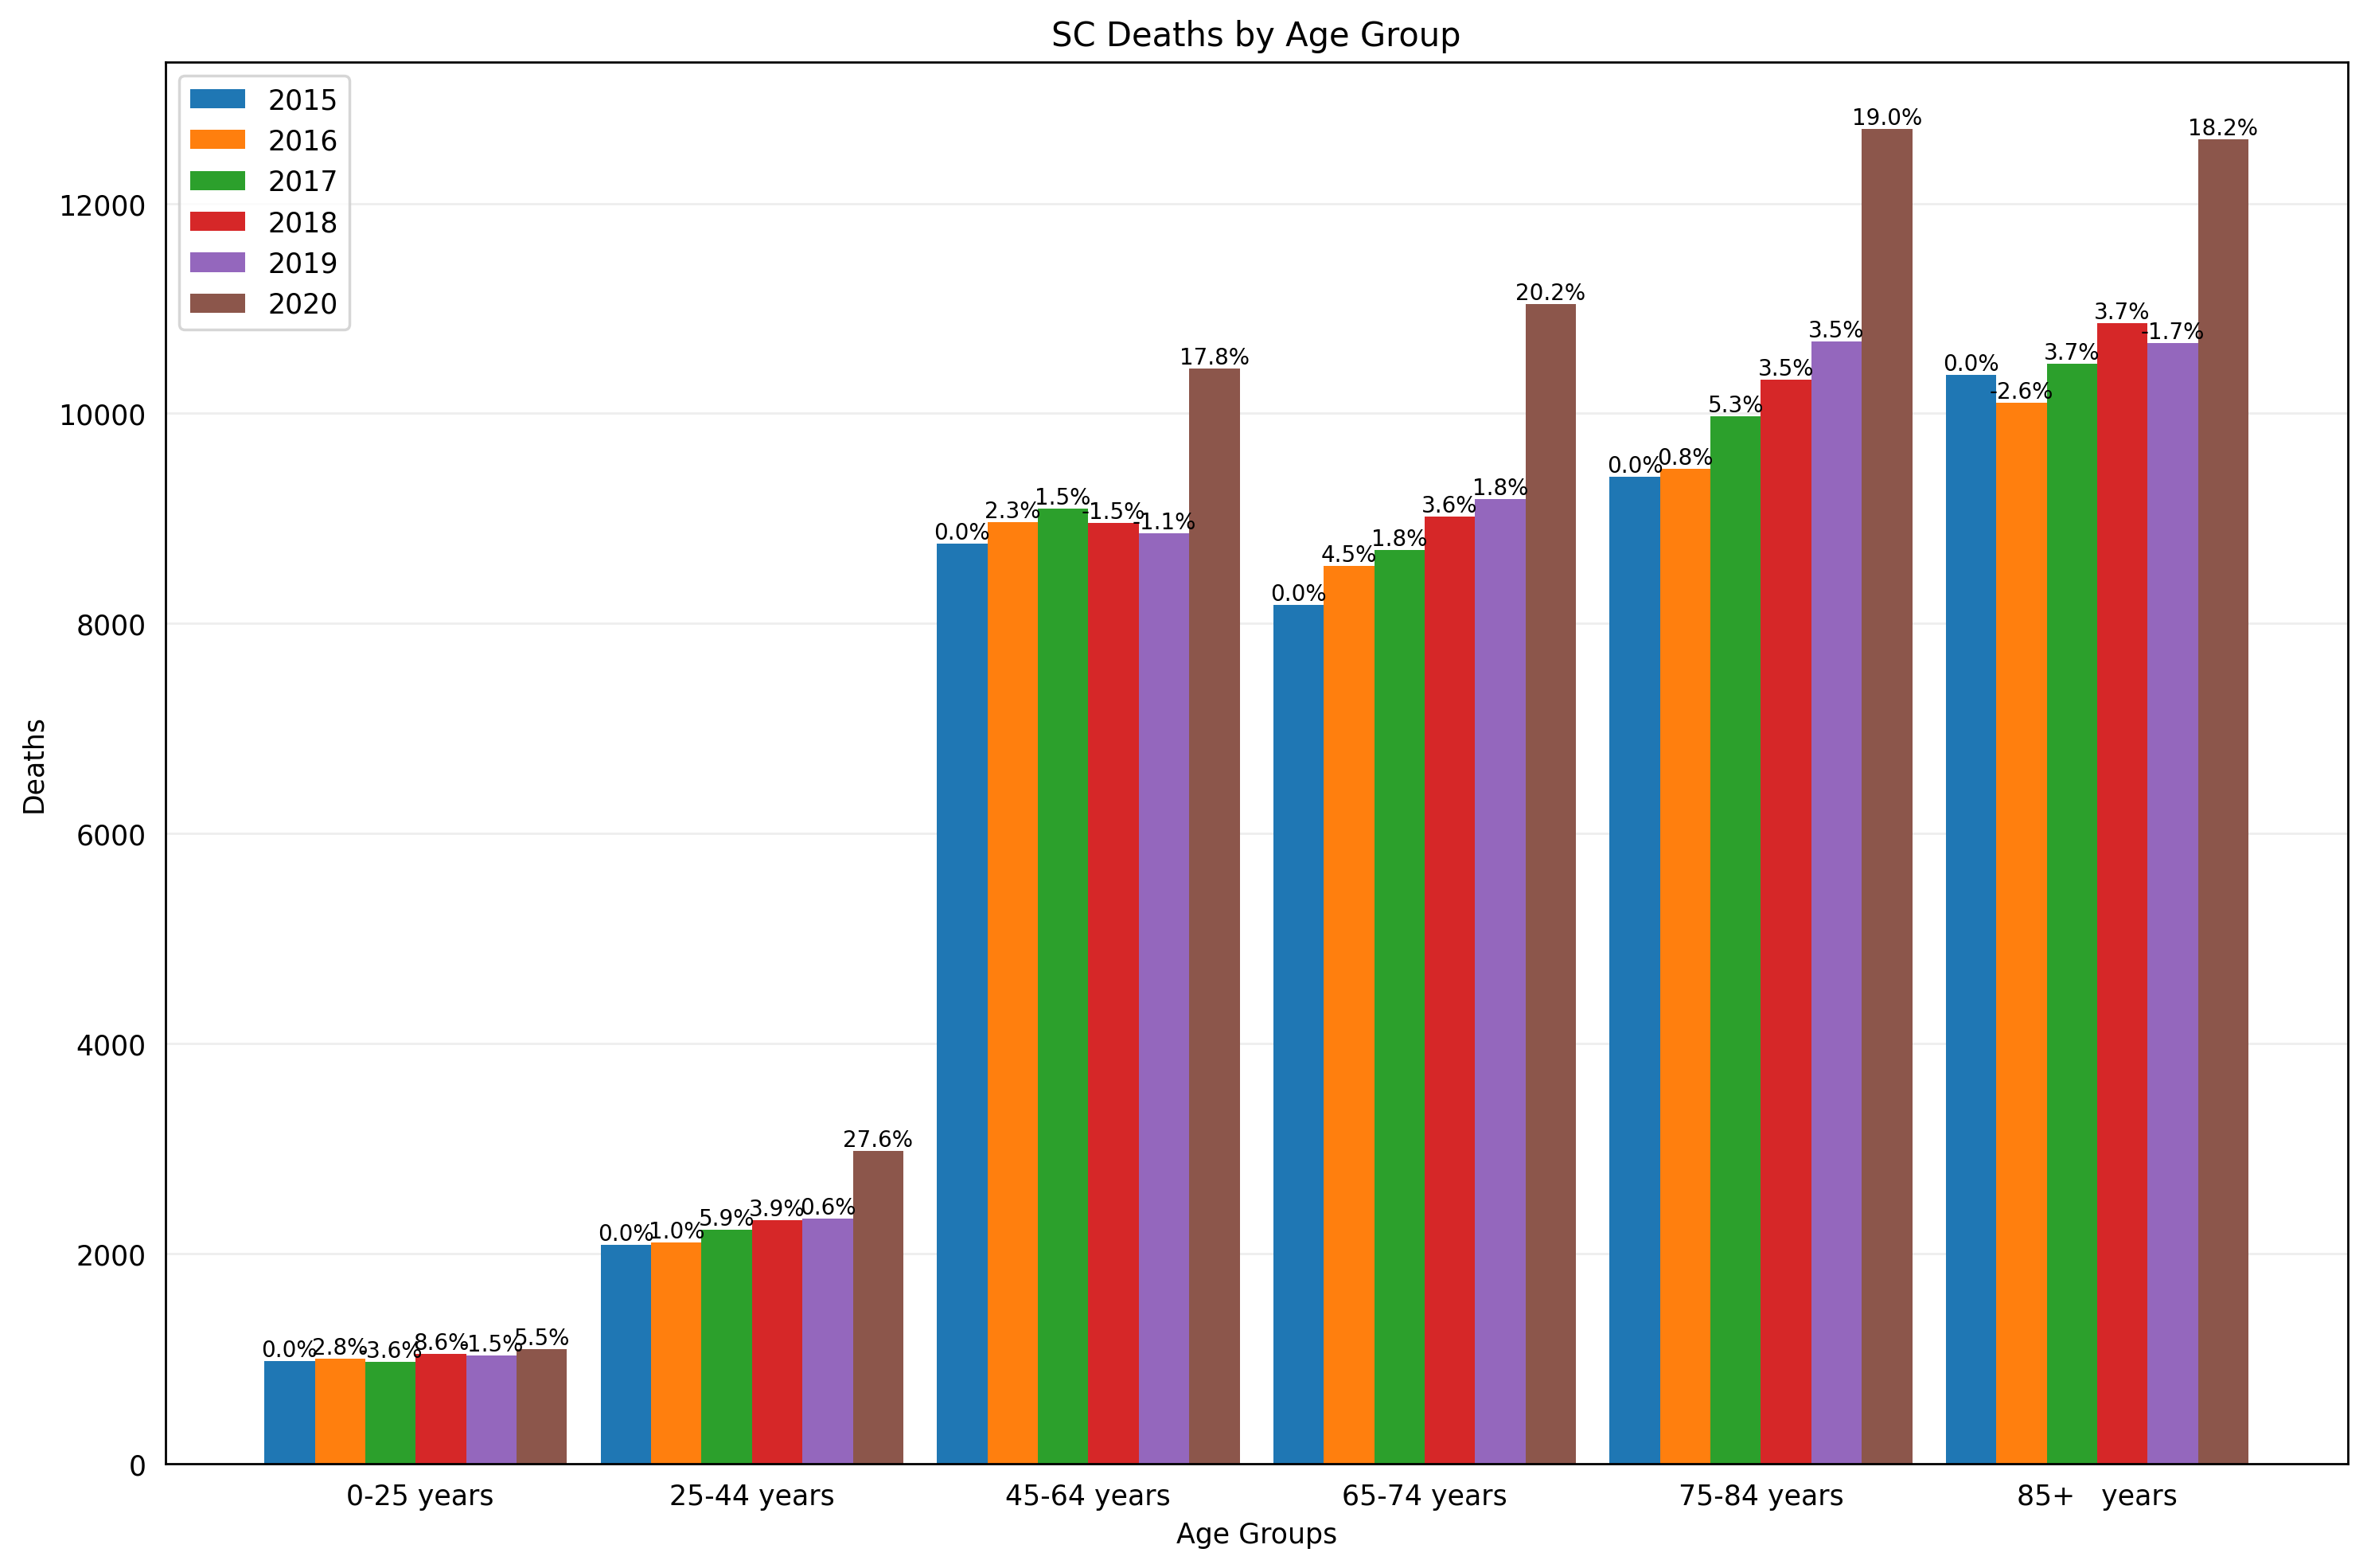 SC Deaths by Age Group
2015
2016
2017
2018
2019
2020
12000
10000
8000
6000
4000
2000
0
Deaths
0.0% 2.8% -3.6% 8.6% -1.5% 5.5%
0.0% 1.0% 5.9% 3.9% 0.6% 27.6%
0.0% 2.3% 1.5% -1.5% -1.1% 17.8%
0.0% 4.5% 1.8% 3.6% 1.8% 20.2%
0.0% 0.8% 5.3% 3.5% 3.5% 19.0%
0.0% -2.6% 3.7% 3.7% -1.7% 18.2%
0-25 years 25-44 years 45-64 years 65-74 years 75-84 years 85+ years
Age Groups